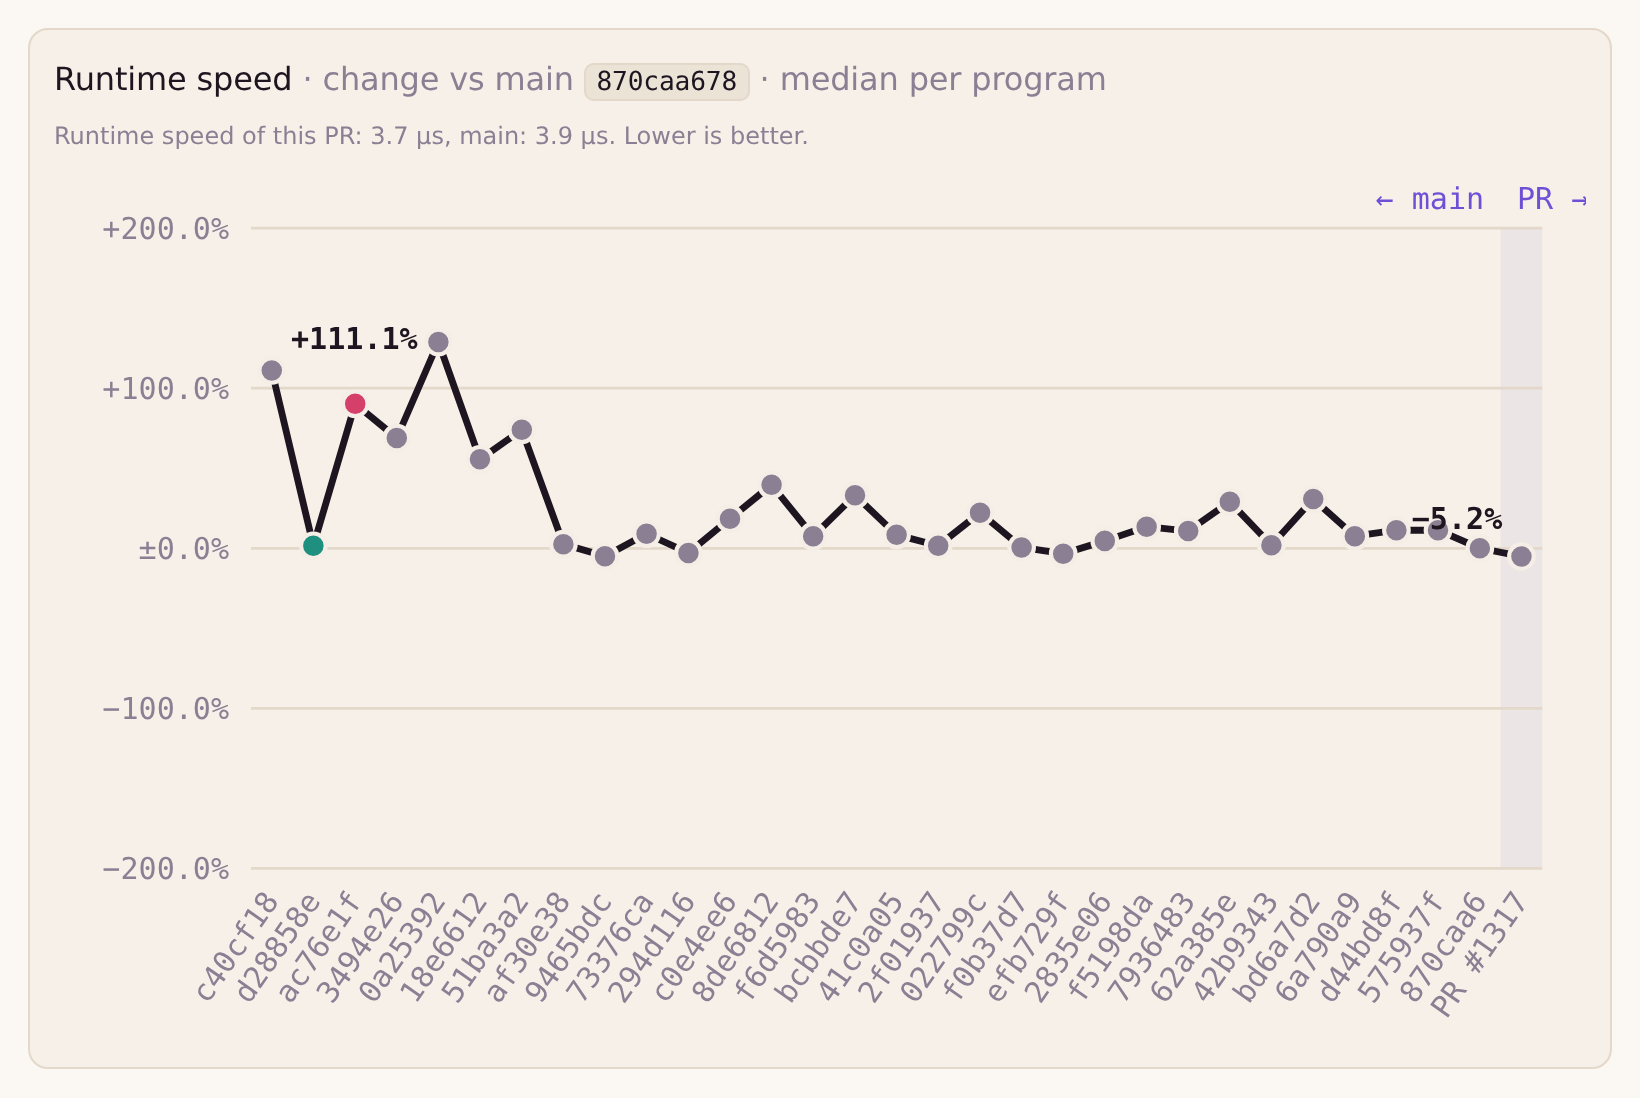 Runtime speed · change vs main 870caa678 · median per program
Runtime speed of this PR: 3.7 µs, main: 3.9 µs. Lower is better.
← main PR →
+200.0%
+100.0%
±0.0%
−100.0%
−200.0%
+111.1%
−5.2%
c40cf18
d28858e
ac76e1f
3494e26
0a25392
18e6612
51ba3a2
af30e38
9465bdc
73376ca
294d116
c0e4ee6
8de6812
f6d5983
bcbbde7
41c0a05
2f01937
022799c
f0b37d7
efb729f
2835e06
f5198da
7936483
62a385e
42b9343
bd6a7d2
6a790a9
d44bd8f
575937f
870caa6
PR #1317